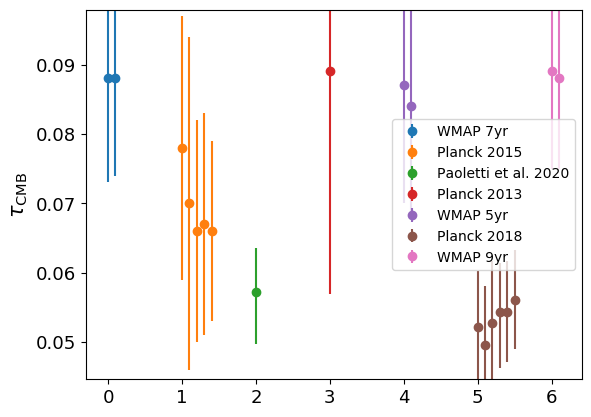 0.09
0.08
0.07
0.06
0.05
τCMB
WMAP 7yr
Planck 2015
Paoletti et al. 2020
Planck 2013
WMAP 5yr
Planck 2018
WMAP 9yr
0 1 2 3 4 5 6